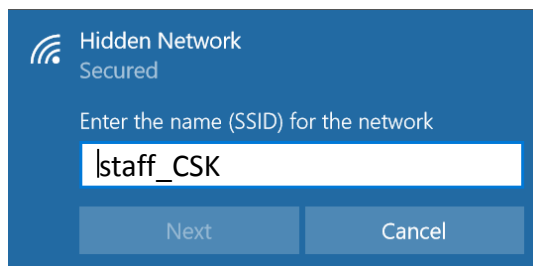 Hidden Network
Secured
Enter the name (SSID) for the network
staff_CSK
Next Cancel